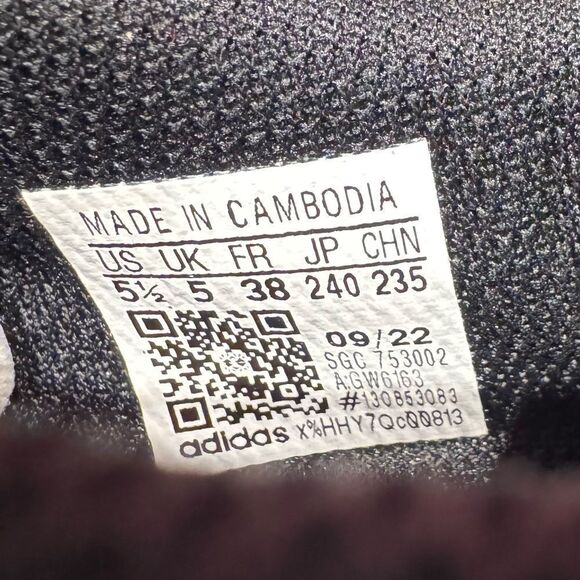 MADE IN CAMBODIA
US UK FR JP CHN
5½ 5 38 240 235
09/22
SGC 753002
A:GW6163
#130853083
adidas X%HHY7Qc00813